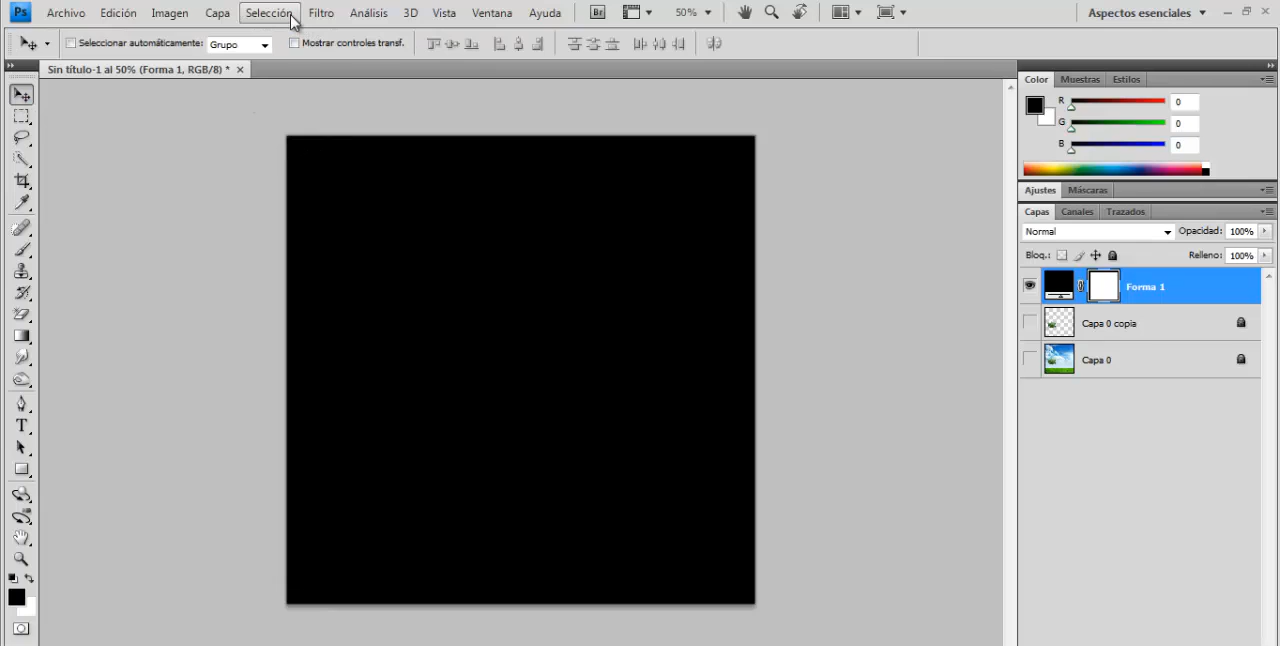 Ps Archivo Edición Imagen Capa Selección Filtro Análisis 3D Vista Ventana Ayuda Br 50% Aspectos esenciales
Seleccionar automáticamente: Grupo Mostrar controles transf.
Sin título-1 al 50% (Forma 1, RGB/8) *
Color Muestras Estilos
R 0
G 0
B 0
Ajustes Máscaras
Capas Canales Trazados
Normal Opacidad: 100%
Bloq.: Relleno: 100%
Forma 1
Capa 0 copia
Capa 0
T